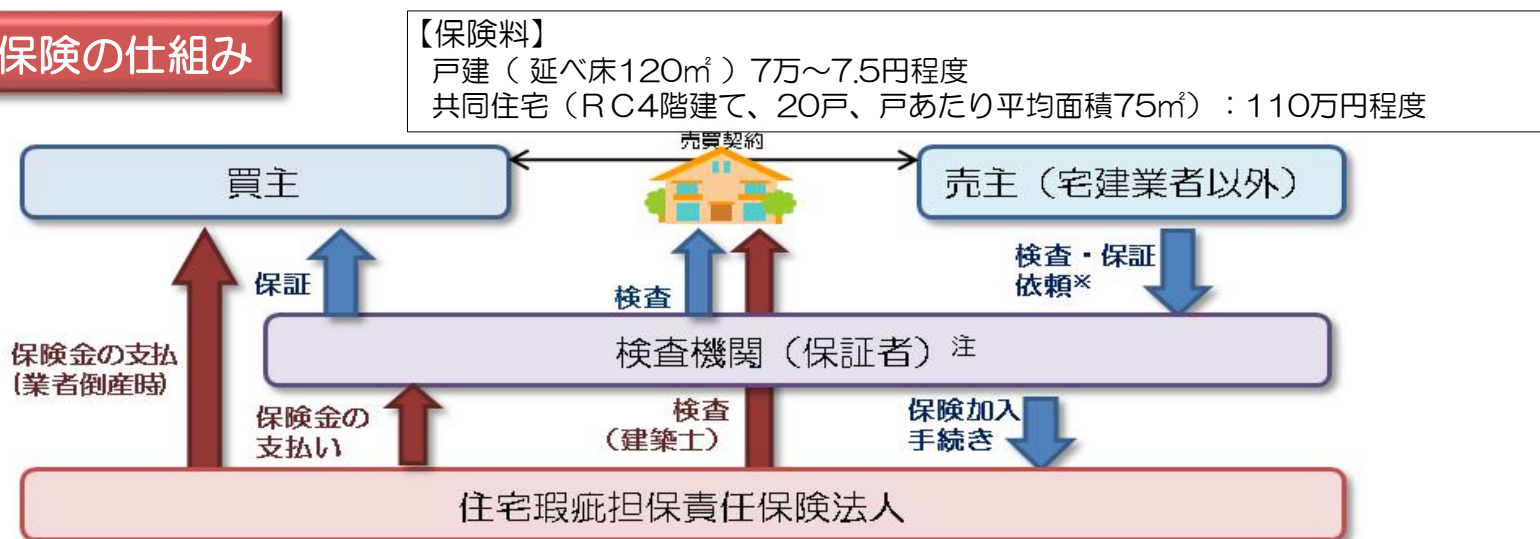 保険の仕組み
【保険料】
戸建（ 延べ床120㎡ ）7万～7.5円程度
共同住宅（ＲＣ4階建て、20戸、戸あたり平均面積75㎡）：110万円程度
売買契約
買主
売主（宅建業者以外）
保証
検査
検査・保証
依頼※
検査機関（保証者）注
保険金の支払
(業者倒産時)
保険金の
支払い
検査
（建築士）
保険加入
手続き
住宅瑕疵担保責任保険法人